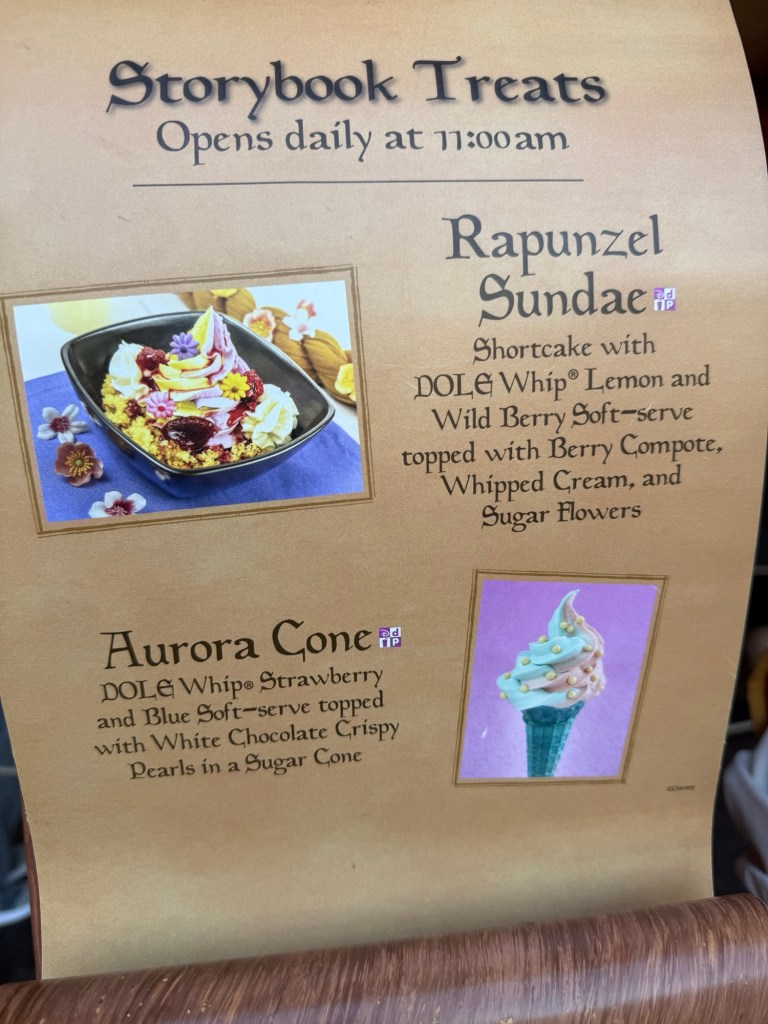 Storybook Treats
Opens daily at 11:00am
Rapunzel
Sundae
Shortcake with
DOLE Whip® Lemon and
Wild Berry Soft-serve
topped with Berry Compote,
Whipped Cream, and
Sugar Flowers
Aurora Cone
DOLE Whip® Strawberry
and Blue Soft-serve topped
with White Chocolate Crispy
Pearls in a Sugar Cone
©Disney